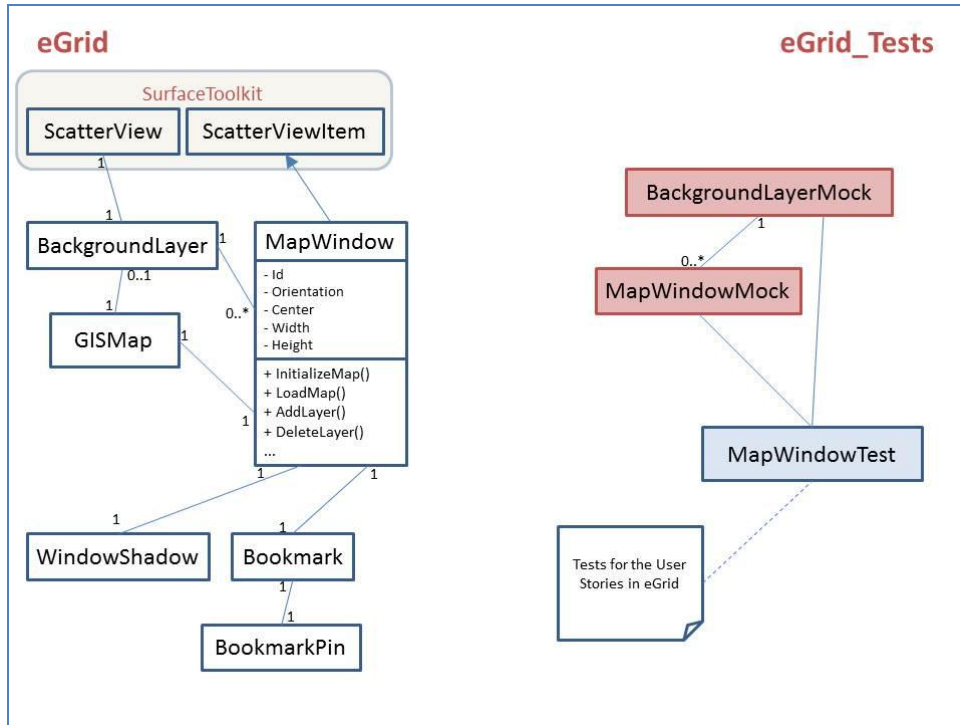 eGrid
eGrid_Tests
SurfaceToolkit
ScatterView
ScatterViewItem
1
1
BackgroundLayer
1
0..1
1
GISMap
1
0..*
1
MapWindow
- Id
- Orientation
- Center
- Width
- Height
+ InitializeMap()
+ LoadMap()
+ AddLayer()
+ DeleteLayer()
...
1
1
1
1
WindowShadow
Bookmark
1
1
BookmarkPin
BackgroundLayerMock
1
0..*
MapWindowMock
MapWindowTest
Tests for the User
Stories in eGrid